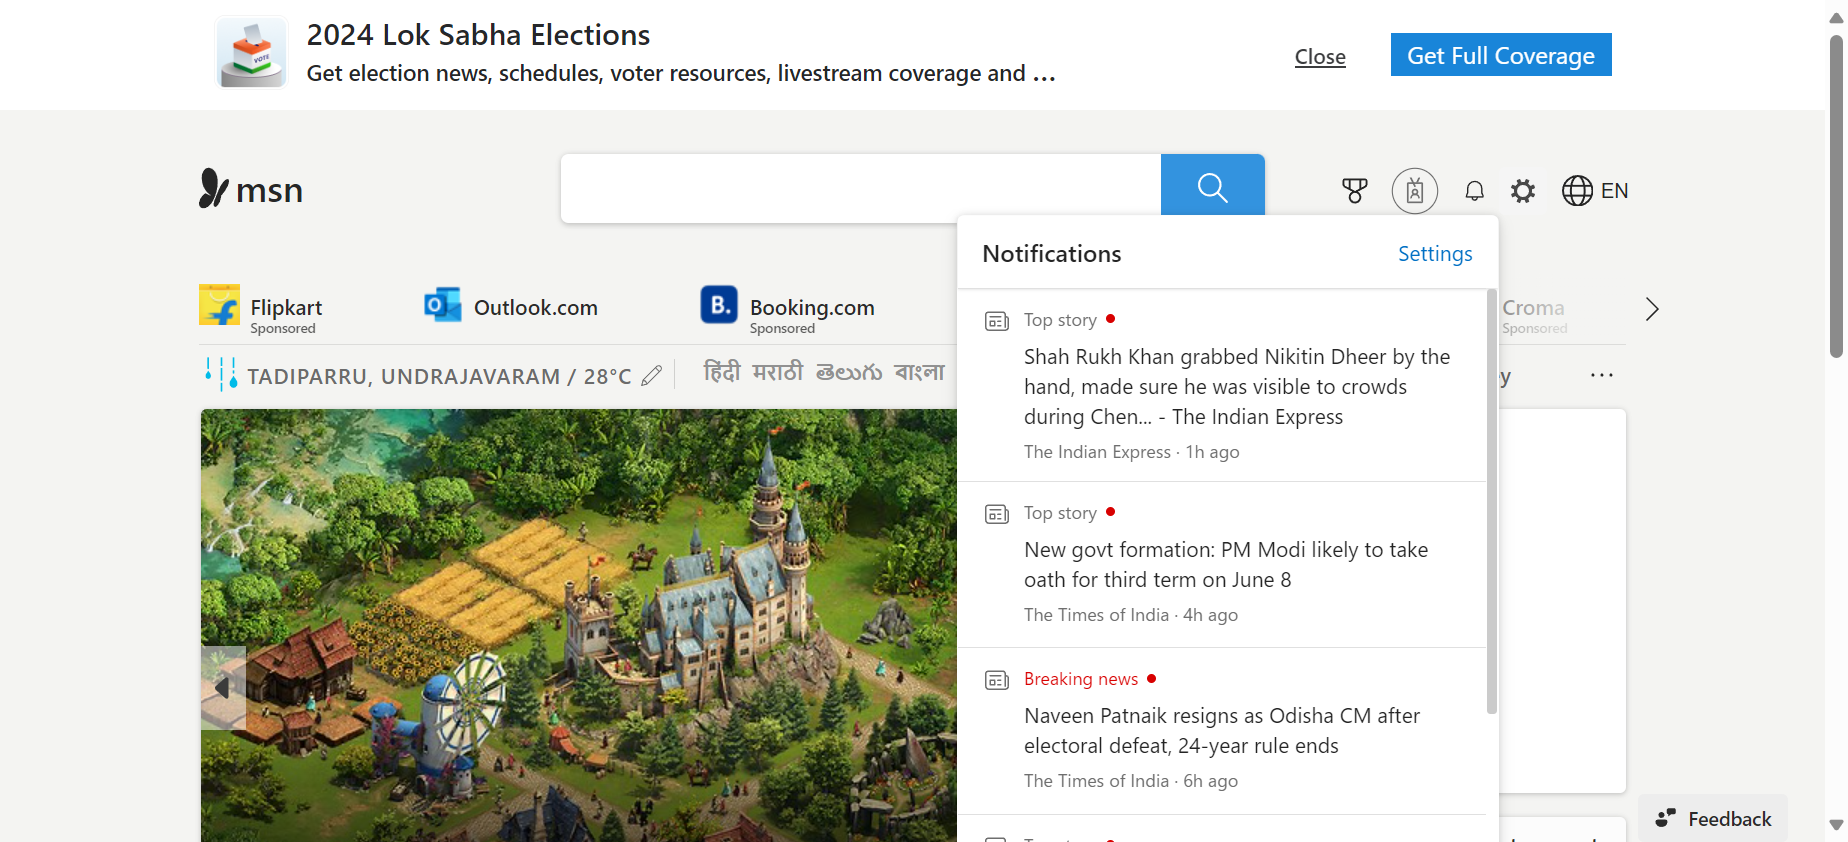 2024 Lok Sabha Elections
Get election news, schedules, voter resources, livestream coverage and ...
Close
Get Full Coverage
VOTE
msn
EN
Notifications
Settings
Flipkart
Sponsored
Outlook.com
Booking.com
Sponsored
Croma
Sponsored
TADIPARRU, UNDRAJAVARAM / 28°C
हिंदी मराठी తెలుగు বাংলা
Top story
Shah Rukh Khan grabbed Nikitin Dheer by the
hand, made sure he was visible to crowds
during Chen... - The Indian Express
The Indian Express · 1h ago
Top story
New govt formation: PM Modi likely to take
oath for third term on June 8
The Times of India · 4h ago
Breaking news
Naveen Patnaik resigns as Odisha CM after
electoral defeat, 24-year rule ends
The Times of India · 6h ago
Feedback